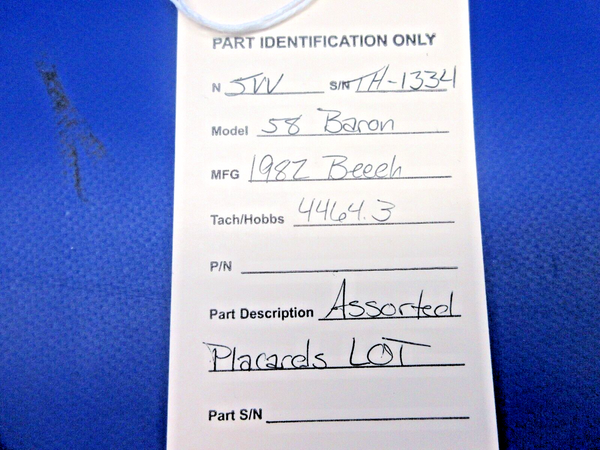 PART IDENTIFICATION ONLY
N 5VV S/N TH-1334
Model 58 Baron
MFG 1982 Beech
Tach/Hobbs 4464.3
P/N
Part Description Assorted
Placards LOT
Part S/N